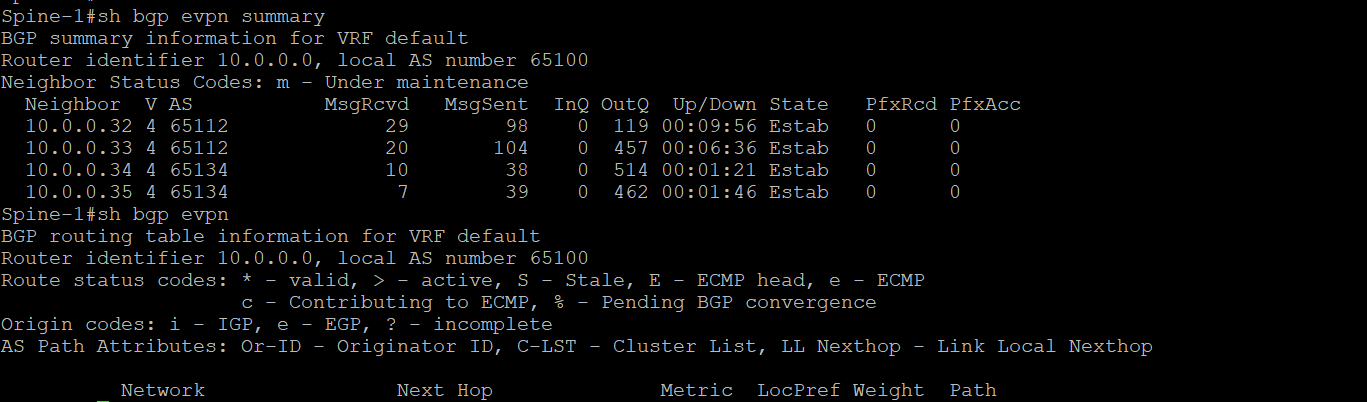 Spine-1#sh bgp evpn summary
BGP summary information for VRF default
Router identifier 10.0.0.0, local AS number 65100
Neighbor Status Codes: m - Under maintenance
  Neighbor  V AS           MsgRcvd   MsgSent  InQ OutQ  Up/Down State   PfxRcd PfxAcc
  10.0.0.32 4 65112             29        98    0  119 00:09:56 Estab   0      0
  10.0.0.33 4 65112             20       104    0  457 00:06:36 Estab   0      0
  10.0.0.34 4 65134             10        38    0  514 00:01:21 Estab   0      0
  10.0.0.35 4 65134              7        39    0  462 00:01:46 Estab   0      0
Spine-1#sh bgp evpn
BGP routing table information for VRF default
Router identifier 10.0.0.0, local AS number 65100
Route status codes: * - valid, > - active, S - Stale, E - ECMP head, e - ECMP
                    c - Contributing to ECMP, % - Pending BGP convergence
Origin codes: i - IGP, e - EGP, ? - incomplete
AS Path Attributes: Or-ID - Originator ID, C-LST - Cluster List, LL Nexthop - Link Local Nexthop
          Network                Next Hop              Metric  LocPref Weight  Path